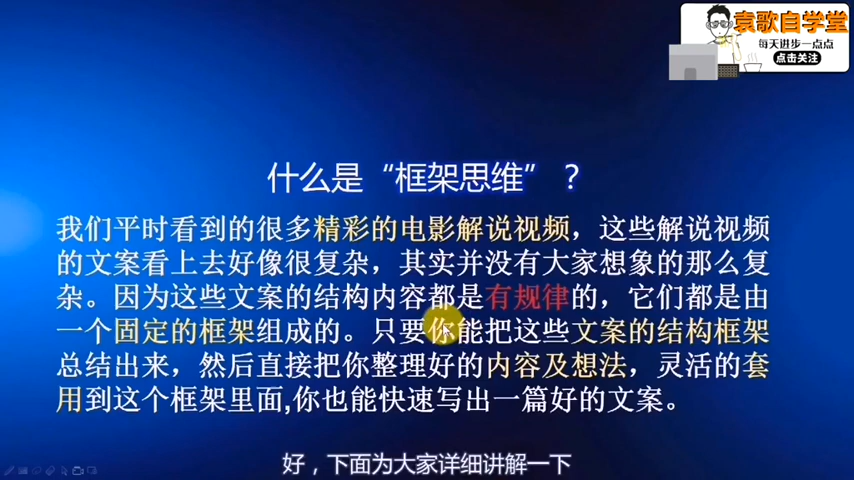 袁歌自学堂
每天进步一点点
点击关注
什么是“框架思维”？
我们平时看到的很多精彩的电影解说视频，这些解说视频
的文案看上去好像很复杂，其实并没有大家想象的那么复
杂。因为这些文案的结构内容都是有规律的，它们都是由
一个固定的框架组成的。只要你能把这些文案的结构框架
总结出来，然后直接把你整理好的内容及想法，灵活的套
用到这个框架里面,你也能快速写出一篇好的文案。
好，下面为大家详细讲解一下